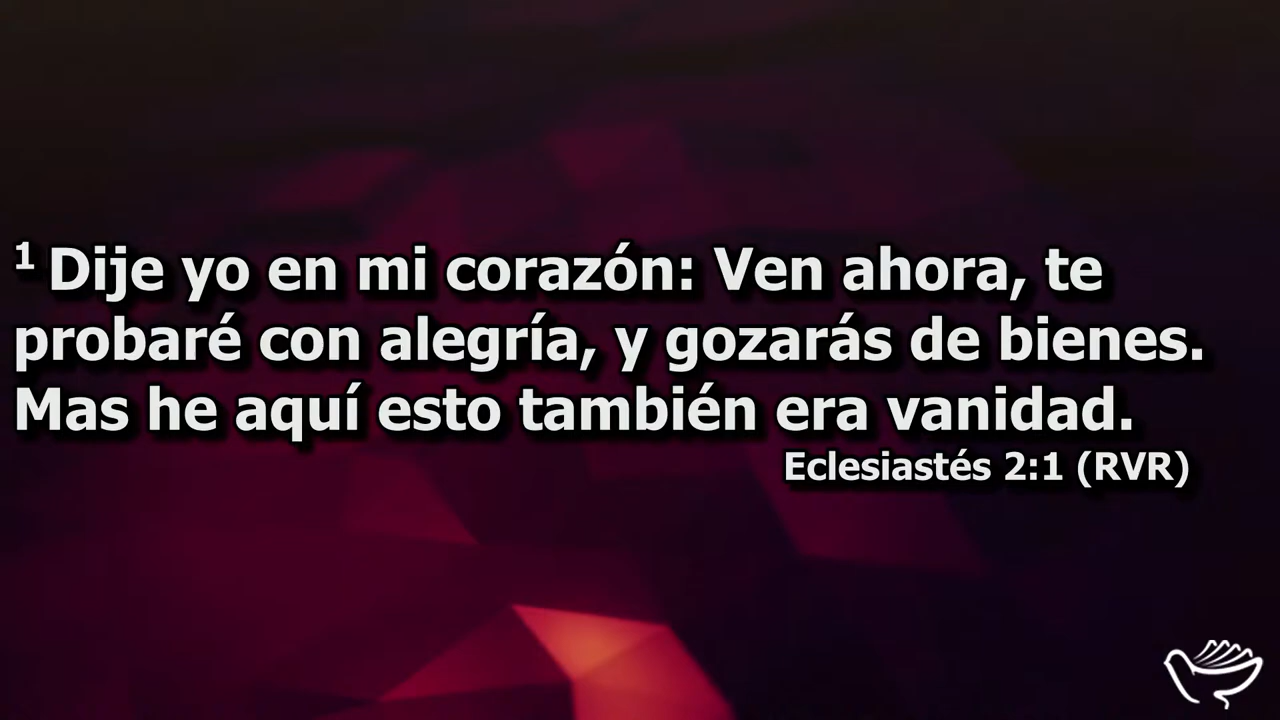 1 Dije yo en mi corazón: Ven ahora, te
probaré con alegría, y gozarás de bienes.
Mas he aquí esto también era vanidad.
Eclesiastés 2:1 (RVR)